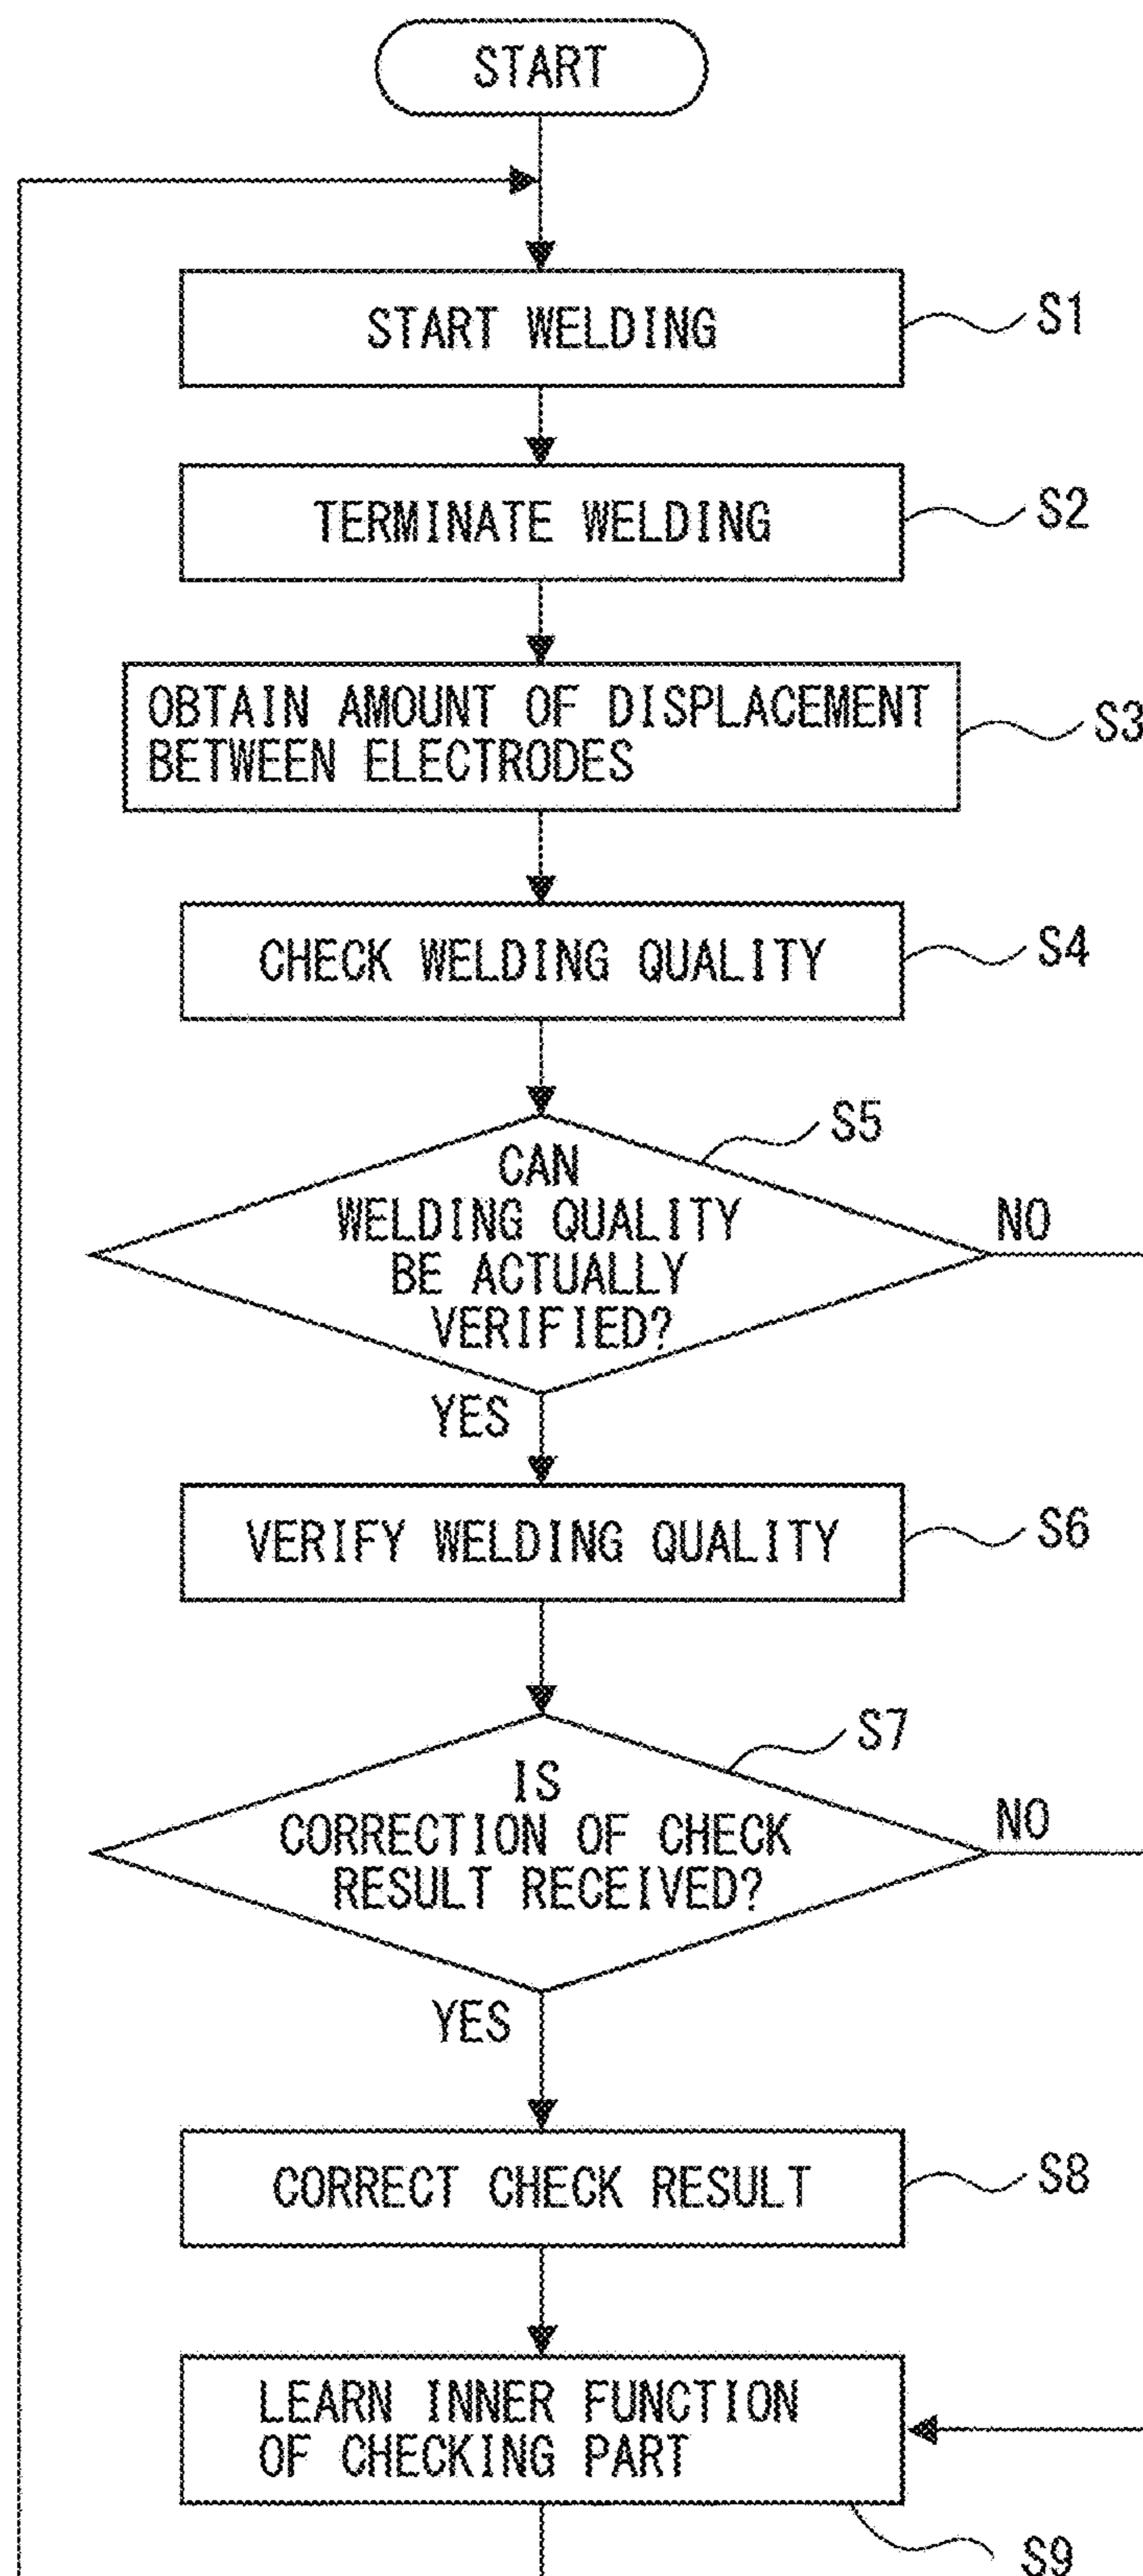 START
START WELDING
S1
TERMINATE WELDING
S2
OBTAIN AMOUNT OF DISPLACEMENT
BETWEEN ELECTRODES
S3
CHECK WELDING QUALITY
S4
S5
CAN
WELDING QUALITY
BE ACTUALLY
VERIFIED?
NO
YES
VERIFY WELDING QUALITY
S6
S7
IS
CORRECTION OF CHECK
RESULT RECEIVED?
NO
YES
CORRECT CHECK RESULT
S8
LEARN INNER FUNCTION
OF CHECKING PART
S9